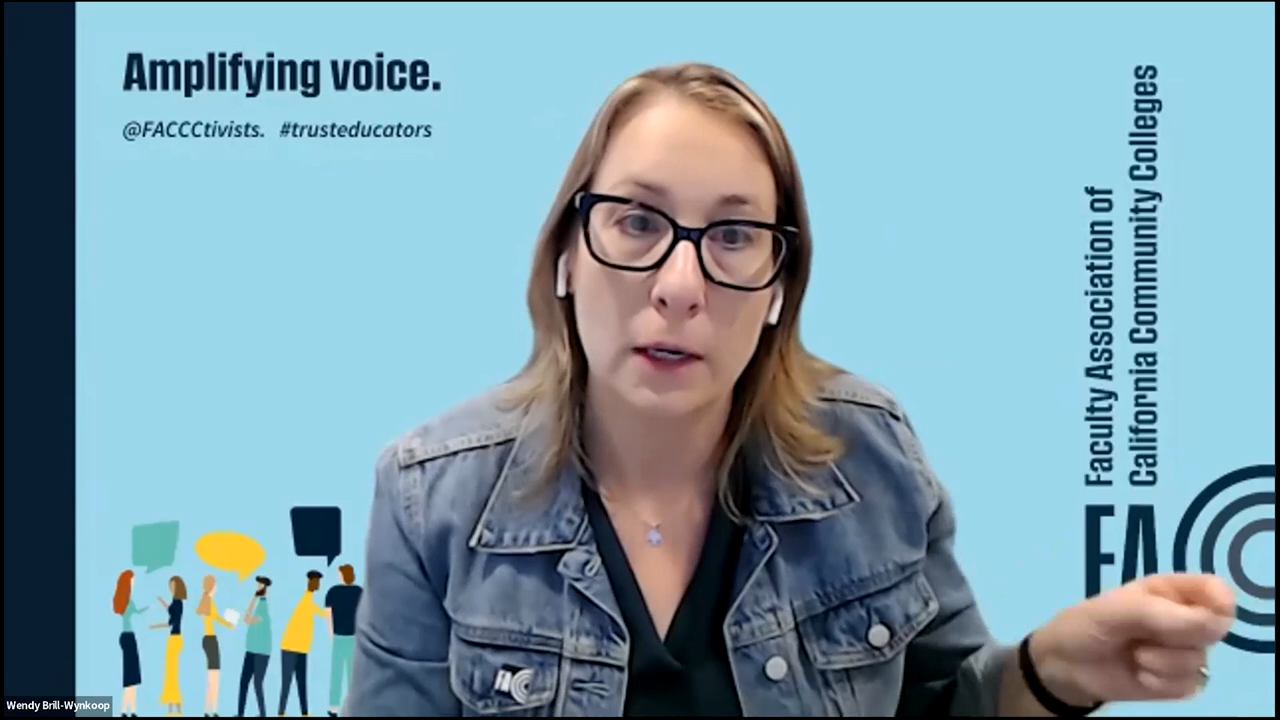 Amplifying voice.
@FACCCtivists. #trusteducators
Faculty Association of
California Community Colleges
FA
Wendy Brill-Wynkoop